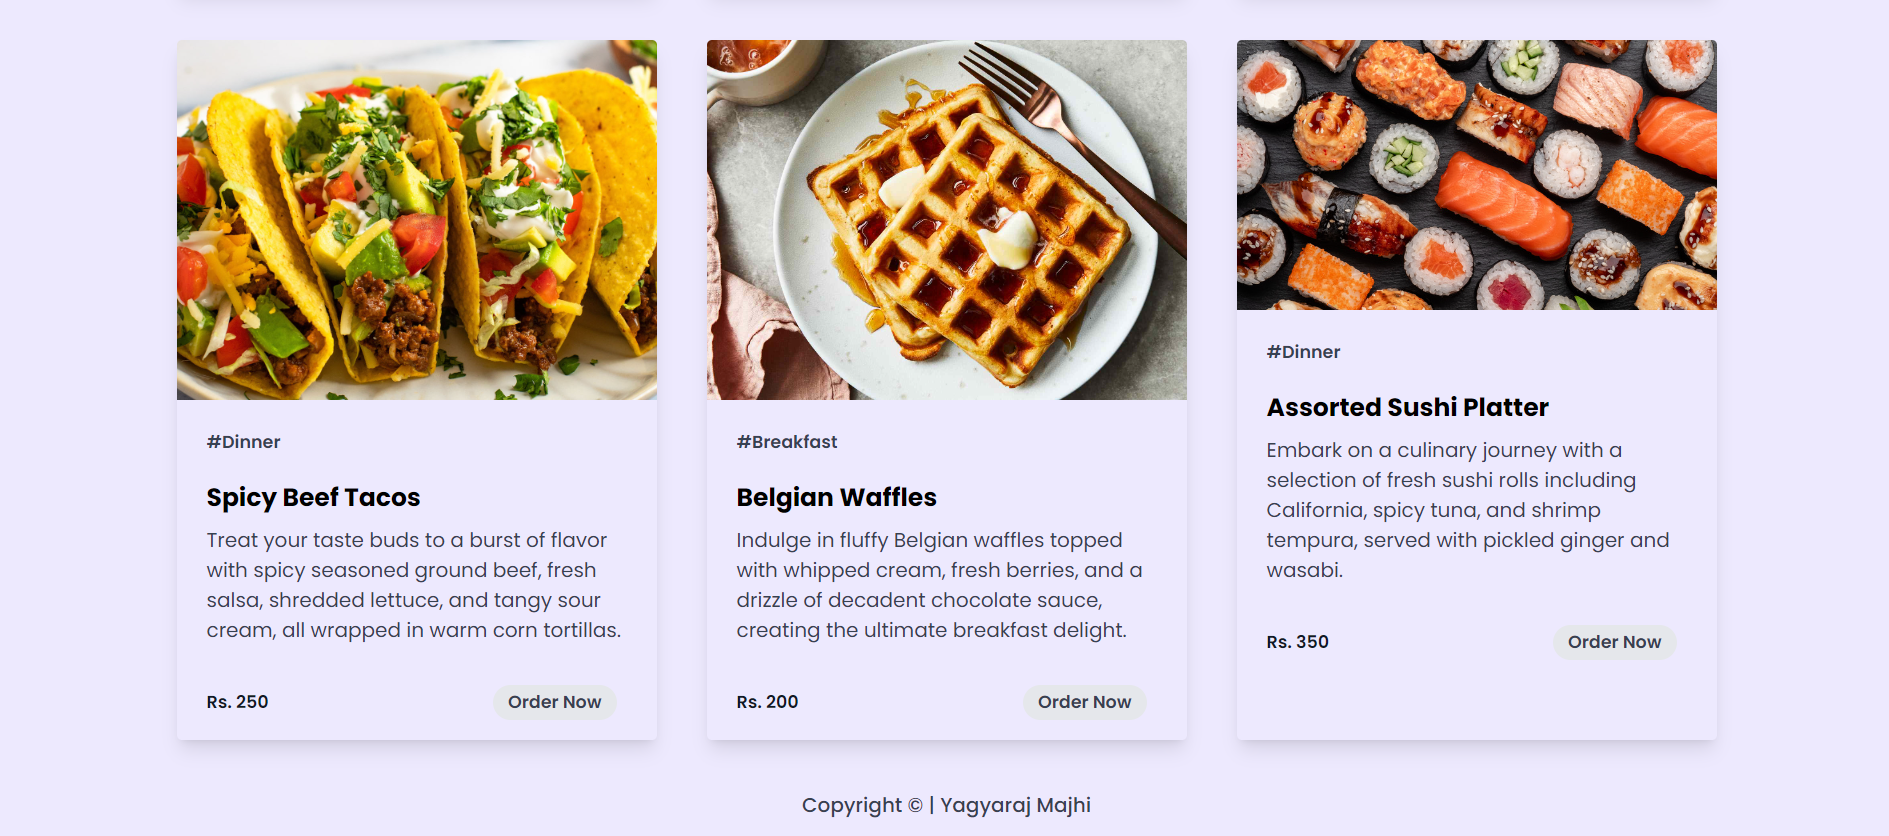 #Dinner
Spicy Beef Tacos
Treat your taste buds to a burst of flavor
with spicy seasoned ground beef, fresh
salsa, shredded lettuce, and tangy sour
cream, all wrapped in warm corn tortillas.
Rs. 250
Order Now
#Breakfast
Belgian Waffles
Indulge in fluffy Belgian waffles topped
with whipped cream, fresh berries, and a
drizzle of decadent chocolate sauce,
creating the ultimate breakfast delight.
Rs. 200
Order Now
#Dinner
Assorted Sushi Platter
Embark on a culinary journey with a
selection of fresh sushi rolls including
California, spicy tuna, and shrimp
tempura, served with pickled ginger and
wasabi.
Rs. 350
Order Now
Copyright © | Yagyaraj Majhi